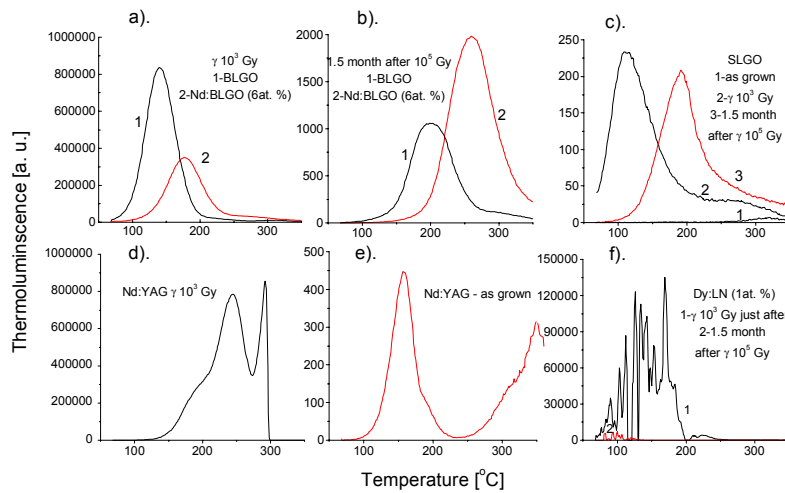 a).
b).
c).
γ 10³ Gy
1-BLGO
2-Nd:BLGO (6at. %)
1.5 month after 10⁵ Gy
1-BLGO
2-Nd:BLGO (6at. %)
SLGO
1-as grown
2-γ 10³ Gy
3-1.5 month
after γ 10⁵ Gy
1
2
1
2
1
2
3
1000000
800000
600000
400000
200000
0
2000
1500
1000
500
0
250
200
150
100
50
25
0
100 200 300
100 200 300
100 200 300
Thermoluminscence [a. u.]
d).
e).
f).
Nd:YAG γ 10³ Gy
Nd:YAG - as grown
Dy:LN (1at. %)
1-γ 10³ Gy just after
2-1.5 month
after γ 10⁵ Gy
1
2
1000000
800000
600000
400000
200000
0
500
400
300
200
100
0
150000
120000
90000
60000
30000
0
100 200 300
100 200 300
100 200 300
Temperature [°C]